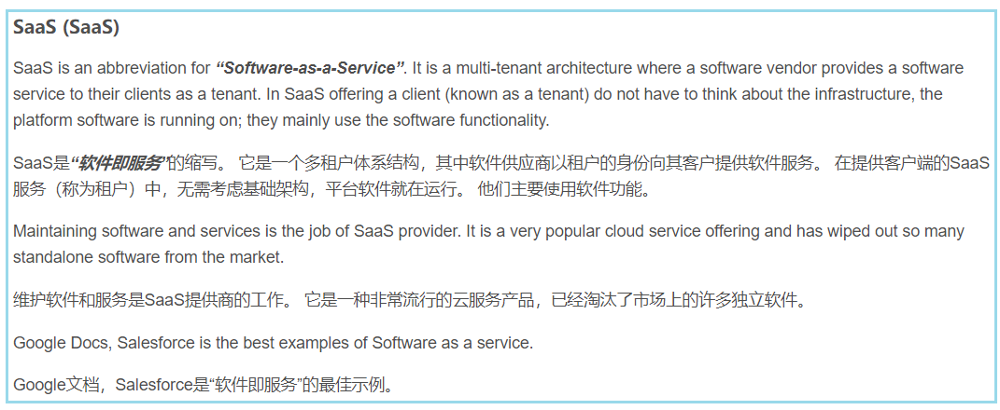 SaaS (SaaS)
SaaS is an abbreviation for “Software-as-a-Service”. It is a multi-tenant architecture where a software vendor provides a software
service to their clients as a tenant. In SaaS offering a client (known as a tenant) do not have to think about the infrastructure, the
platform software is running on; they mainly use the software functionality.
SaaS是“软件即服务”的缩写。 它是一个多租户体系结构，其中软件供应商以租户的身份向其客户提供软件服务。 在提供客户端的SaaS
服务（称为租户）中，无需考虑基础架构，平台软件就在运行。 他们主要使用软件功能。
Maintaining software and services is the job of SaaS provider. It is a very popular cloud service offering and has wiped out so many
standalone software from the market.
维护软件和服务是SaaS提供商的工作。 它是一种非常流行的云服务产品，已经淘汰了市场上的许多独立软件。
Google Docs, Salesforce is the best examples of Software as a service.
Google文档，Salesforce是“软件即服务”的最佳示例。